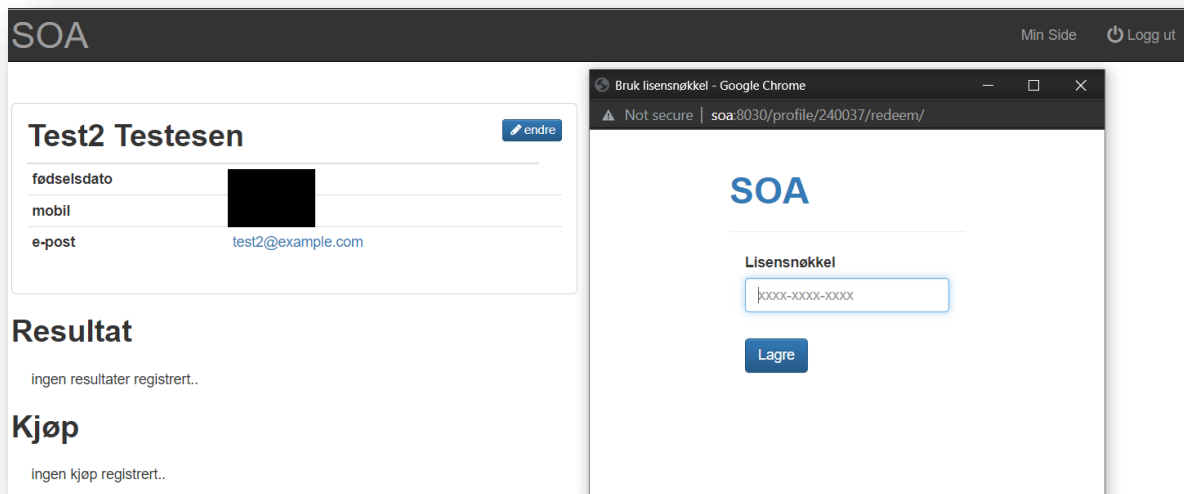 SOA
Min Side
Logg ut
Test2 Testesen
endre
fødselsdato
mobil
e-post
test2@example.com
Resultat
ingen resultater registrert..
Kjøp
ingen kjøp registrert..
Bruk lisensnøkkel - Google Chrome
Not secure | soa:8030/profile/240037/redeem/
SOA
Lisensnøkkel
xxxx-xxxx-xxxx
Lagre